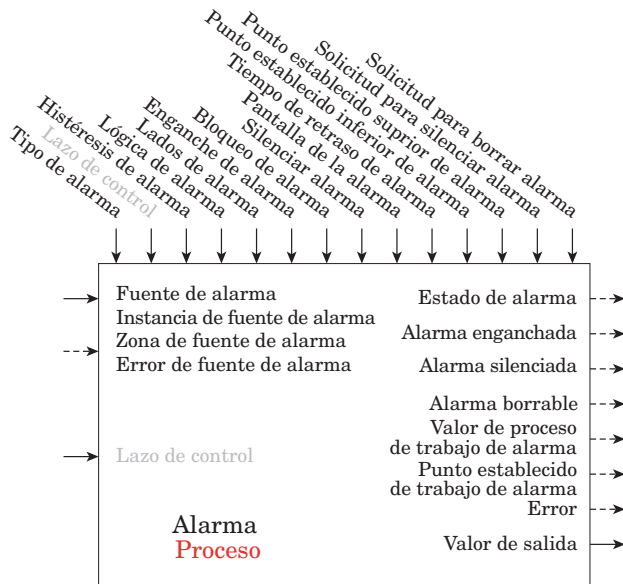 Tipo de alarma
Lazo de control
Histéresis de alarma
Lógica de alarma
Lados de alarma
Enganche de alarma
Bloqueo de alarma
Silenciar alarma
Pantalla de la alarma
Tiempo de retraso de alarma
Punto establecido inferior de alarma
Punto establecido suprior de alarma
Solicitud para silenciar alarma
Solicitud para borrar alarma
Fuente de alarma
Instancia de fuente de alarma
Zona de fuente de alarma
Error de fuente de alarma
Lazo de control
Alarma
Proceso
Estado de alarma
Alarma enganchada
Alarma silenciada
Alarma borrable
Valor de proceso
de trabajo de alarma
Punto establecido
de trabajo de alarma
Error
Valor de salida